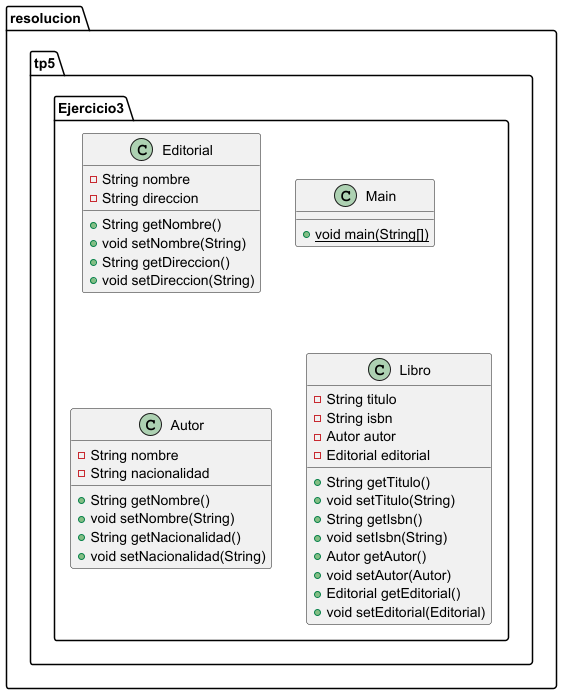 resolucion
tp5
Ejercicio3
C Editorial
String nombre
String direccion
String getNombre()
void setNombre(String)
String getDireccion()
void setDireccion(String)
C Main
void main(String[])
C Autor
String nombre
String nacionalidad
String getNombre()
void setNombre(String)
String getNacionalidad()
void setNacionalidad(String)
C Libro
String titulo
String isbn
Autor autor
Editorial editorial
String getTitulo()
void setTitulo(String)
String getIsbn()
void setIsbn(String)
Autor getAutor()
void setAutor(Autor)
Editorial getEditorial()
void setEditorial(Editorial)